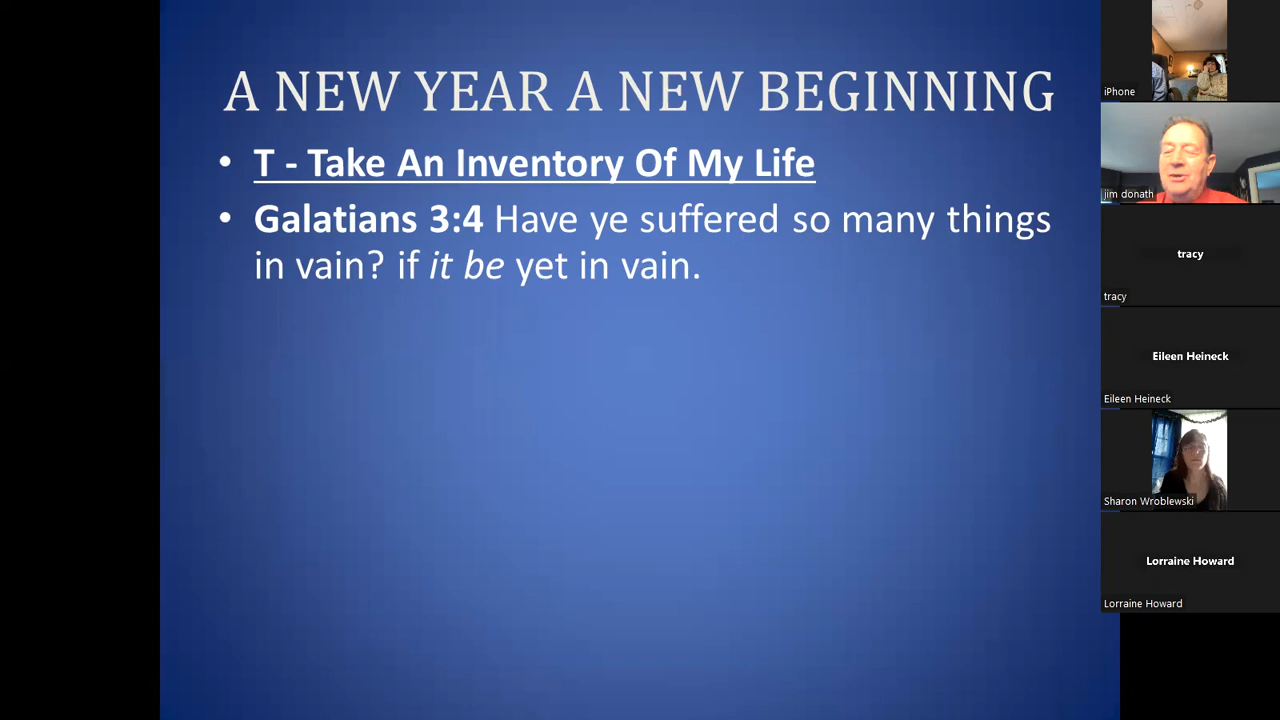 A NEW YEAR A NEW BEGINNING
• T - Take An Inventory Of My Life
• Galatians 3:4 Have ye suffered so many things
in vain? if it be yet in vain.
iPhone
jim donath
tracy
tracy
Eileen Heineck
Eileen Heineck
Sharon Wroblewski
Lorraine Howard
Lorraine Howard